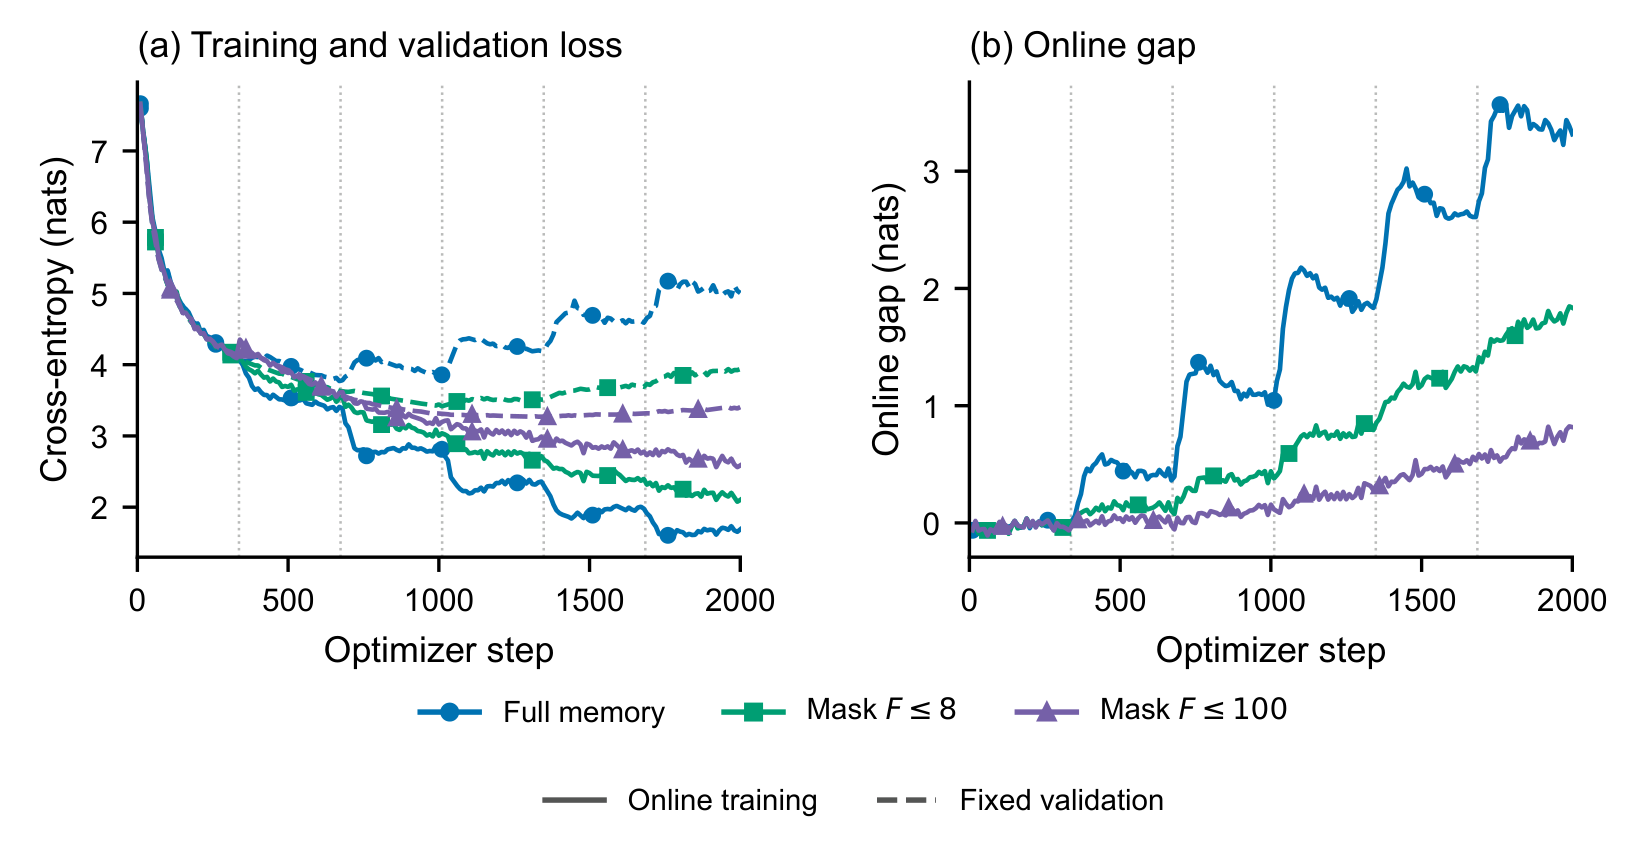 (a) Training and validation loss
Cross-entropy (nats)
7
6
5
4
3
2
0
500
1000
1500
2000
Optimizer step
(b) Online gap
Online gap (nats)
3
2
1
0
0
500
1000
1500
2000
Optimizer step
Full memory
Mask F ≤ 8
Mask F ≤ 100
Online training
Fixed validation